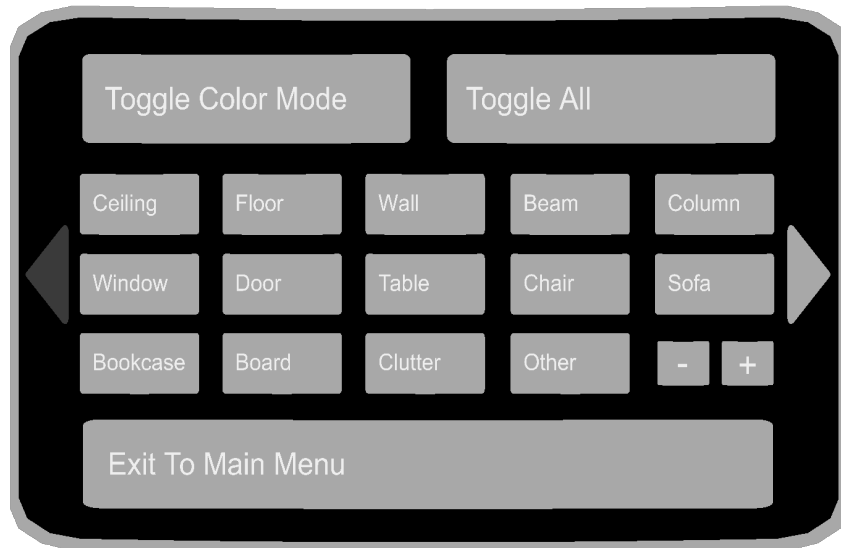 Toggle Color Mode
Toggle All
Ceiling
Floor
Wall
Beam
Column
Window
Door
Table
Chair
Sofa
Bookcase
Board
Clutter
Other
-
+
Exit To Main Menu